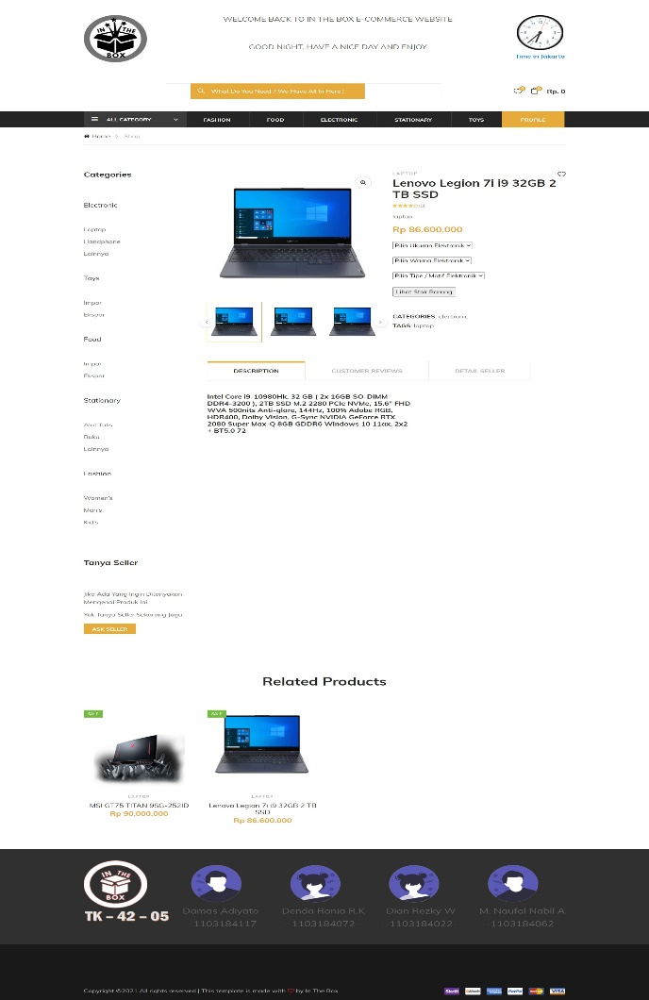 IN THE BOX
WELCOME BACK TO IN THE BOX E-COMMERCE WEBSITE
GOOD NIGHT, HAVE A NICE DAY AND ENJOY
Time in Jakarta
What Do You Need ? We Have All In Here !
Rp. 0
ALL CATEGORY
FASHION
FOOD
ELECTRONIC
STATIONARY
TOYS
PROFILE
Home > Shop
Categories
Electronic
Laptop
Handphone
Lainnya
Toys
Impor
Ekspor
Food
Impor
Ekspor
Stationary
Alat Tulis
Buku
Lainnya
Fashion
Women's
Man's
Kid's
Tanya Seller
Jika Ada Yang Ingin Ditanyakan
Mengenai Produk Ini
Yuk Tanya Seller Sekarang Juga
ASK SELLER
LAPTOP
Lenovo Legion 7i i9 32GB 2
TB SSD
laptop
Rp 86.600.000
Pilih Ukuran Elektronik
Pilih Warna Elektronik
Pilih Tipe / Motif Elektronik
Lihat Stok Barang
CATEGORIES: electronic
TAGS: laptop
DESCRIPTION
CUSTOMER REVIEWS
DETAIL SELLER
Intel Core i9-10980Hk, 32 GB ( 2x 16GB SO-DIMM
DDR4-3200 ), 2TB SSD M.2 2280 PCIe NVMe, 15.6" FHD
WVA 500nits Anti-glare, 144Hz, 100% Adobe RGB,
HDR400, Dolby Vision, G-Sync NVIDIA GeForce RTX
2080 Super Max-Q 8GB GDDR6 Windows 10 11ax, 2x2
+ BT5.0 72
Related Products
SALE
LAPTOP
MSI GT75 TITAN 9SG-252ID
Rp 90.000.000
SALE
LAPTOP
Lenovo Legion 7i i9 32GB 2 TB
SSD
Rp 86.600.000
IN THE BOX
TK - 42 - 05
Damas Adiyato
- 1103184117
Denda Rania R.K
1103184072 -
Dian Rezky W
1103184022
M. Naufal Nabil A
1103184062
Copyright ©2021 All rights reserved | This template is made with ♡ by In The Box
Skrill
PayPal
VISA